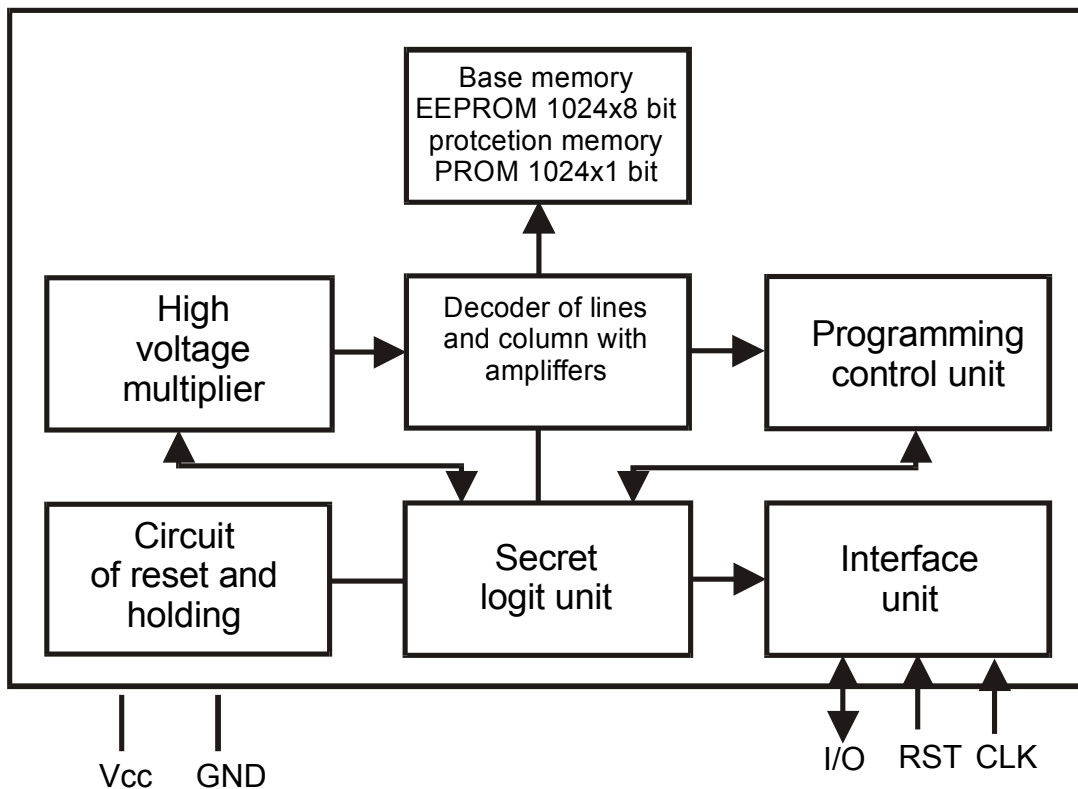 Base memory
EEPROM 1024x8 bit
protcetion memory
PROM 1024x1 bit
High
voltage
multiplier
Decoder of lines
and column with
ampliffers
Programming
control unit
Circuit
of reset and
holding
Secret
logit unit
Interface
unit
Vcc GND I/O RST CLK